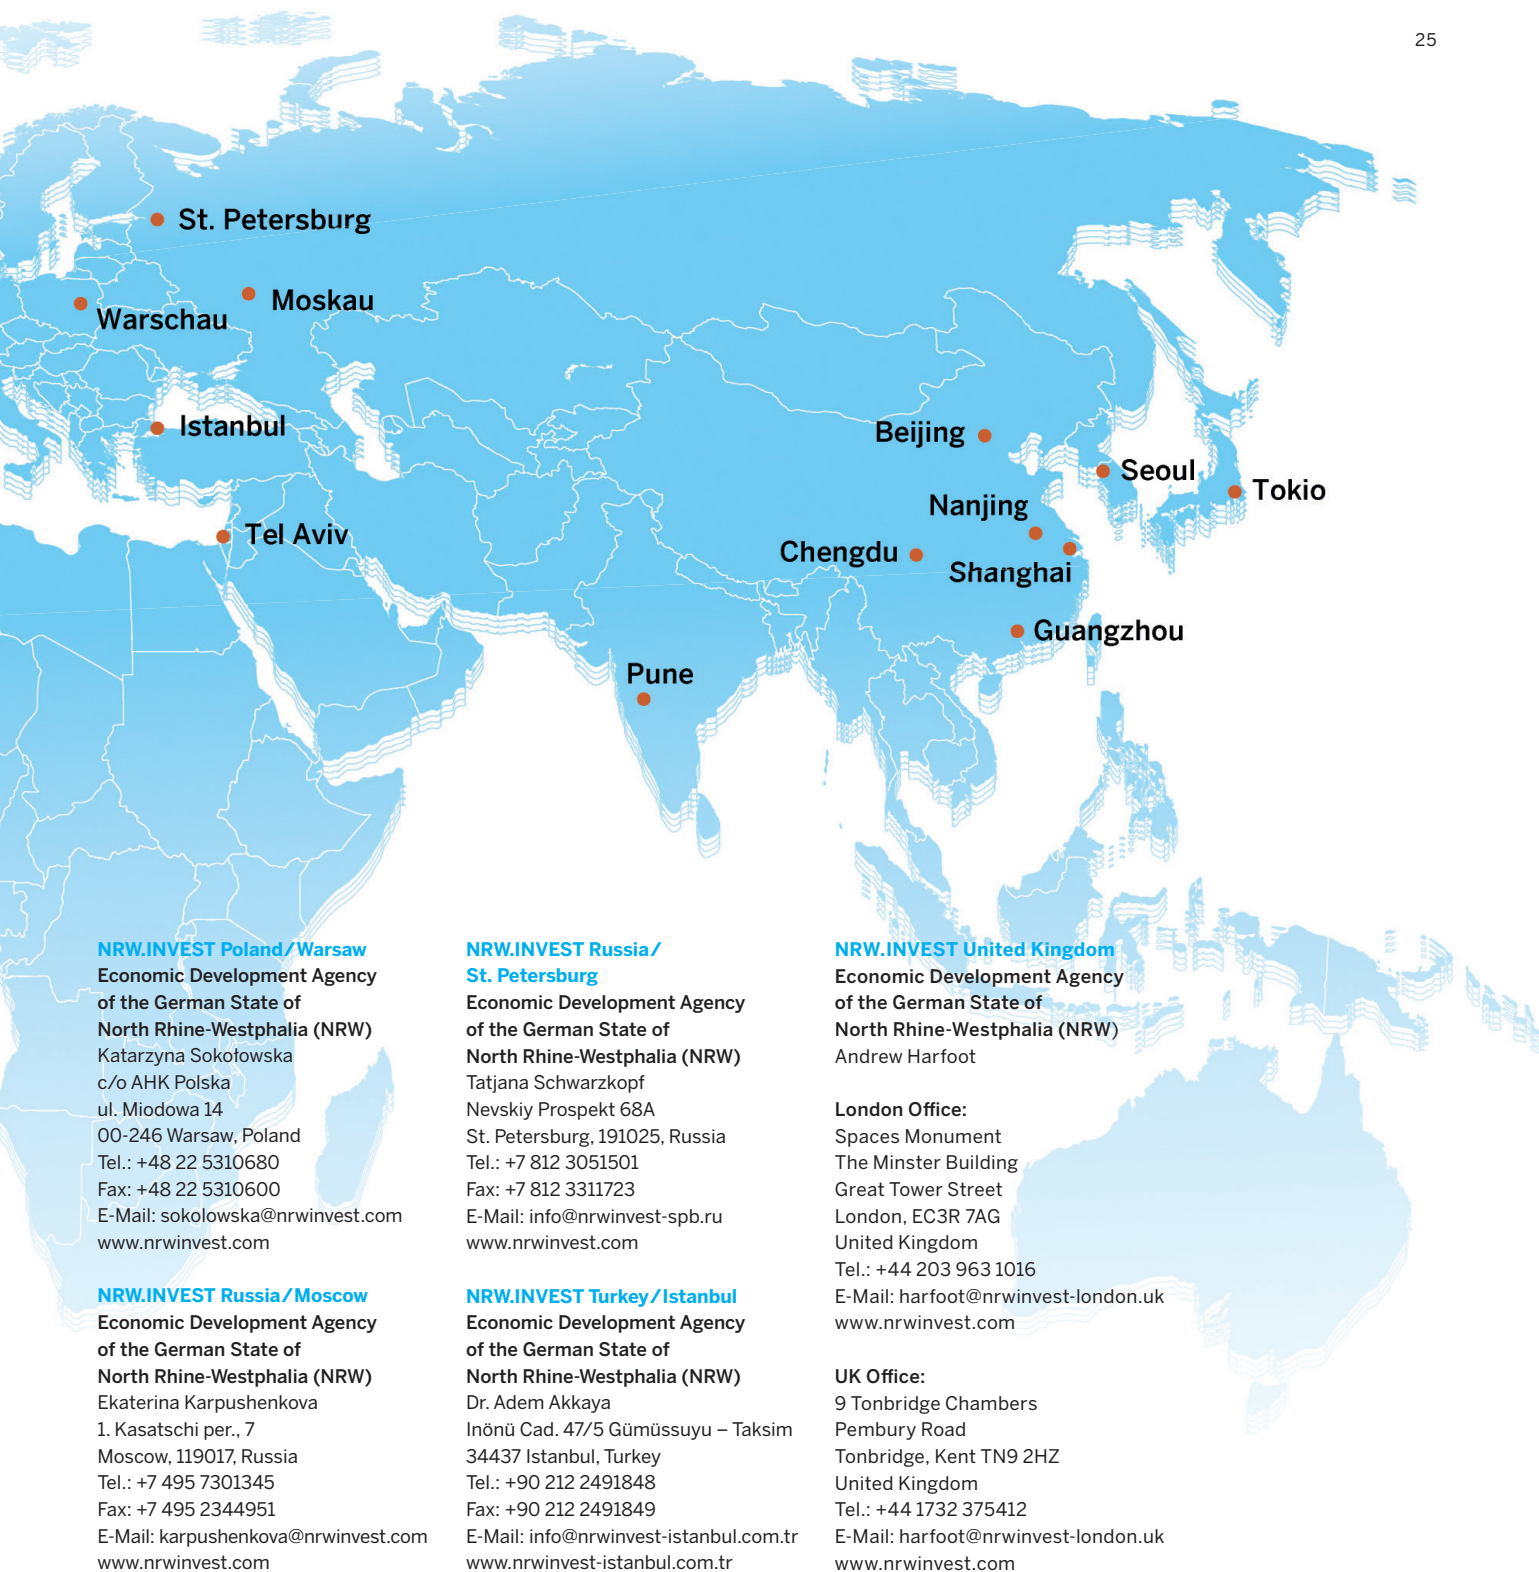 25
St. Petersburg
Moskau
Warschau
Istanbul
Beijing
Seoul
Tokio
Nanjing
Tel Aviv
Chengdu
Shanghai
Guangzhou
Pune
NRW.INVEST Poland/Warsaw
Economic Development Agency
of the German State of
North Rhine-Westphalia (NRW)
Katarzyna Sokołowska
c/o AHK Polska
ul. Miodowa 14
00-246 Warsaw, Poland
Tel.: +48 22 5310680
Fax: +48 22 5310600
E-Mail: sokolowska@nrwinvest.com
www.nrwinvest.com
NRW.INVEST Russia/Moscow
Economic Development Agency
of the German State of
North Rhine-Westphalia (NRW)
Ekaterina Karpushenkova
1. Kasatschi per., 7
Moscow, 119017, Russia
Tel.: +7 495 7301345
Fax: +7 495 2344951
E-Mail: karpushenkova@nrwinvest.com
www.nrwinvest.com
NRW.INVEST Russia/
St. Petersburg
Economic Development Agency
of the German State of
North Rhine-Westphalia (NRW)
Tatjana Schwarzkopf
Nevskiy Prospekt 68A
St. Petersburg, 191025, Russia
Tel.: +7 812 3051501
Fax: +7 812 3311723
E-Mail: info@nrwinvest-spb.ru
www.nrwinvest.com
NRW.INVEST Turkey/Istanbul
Economic Development Agency
of the German State of
North Rhine-Westphalia (NRW)
Dr. Adem Akkaya
Inönü Cad. 47/5 Gümüssuyu – Taksim
34437 Istanbul, Turkey
Tel.: +90 212 2491848
Fax: +90 212 2491849
E-Mail: info@nrwinvest-istanbul.com.tr
www.nrwinvest-istanbul.com.tr
NRW.INVEST United Kingdom
Economic Development Agency
of the German State of
North Rhine-Westphalia (NRW)
Andrew Harfoot
London Office:
Spaces Monument
The Minster Building
Great Tower Street
London, EC3R 7AG
United Kingdom
Tel.: +44 203 963 1016
E-Mail: harfoot@nrwinvest-london.uk
www.nrwinvest.com
UK Office:
9 Tonbridge Chambers
Pembury Road
Tonbridge, Kent TN9 2HZ
United Kingdom
Tel.: +44 1732 375412
E-Mail: harfoot@nrwinvest-london.uk
www.nrwinvest.com